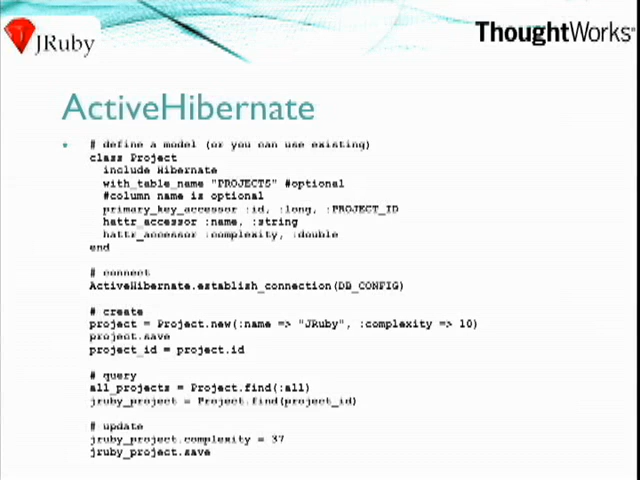 JRuby
ThoughtWorks
ActiveHibernate
# define a model (or you can use existing)
class Project
include Hibernate
with_table_name "PROJECTS" #optional
#column name is optional
primary_key_accessor :id, :long, :PROJECT_ID
hattr_accessor :name, :string
hattr_accessor :complexity, :double
end
# connect
ActiveHibernate.establish_connection(DB_CONFIG)
# create
project = Project.new(:name => "JRuby", :complexity => 10)
project.save
project_id = project.id
# query
all_projects = Project.find(:all)
jruby_project = Project.find(project_id)
# update
jruby_project.complexity = 37
jruby_project.save